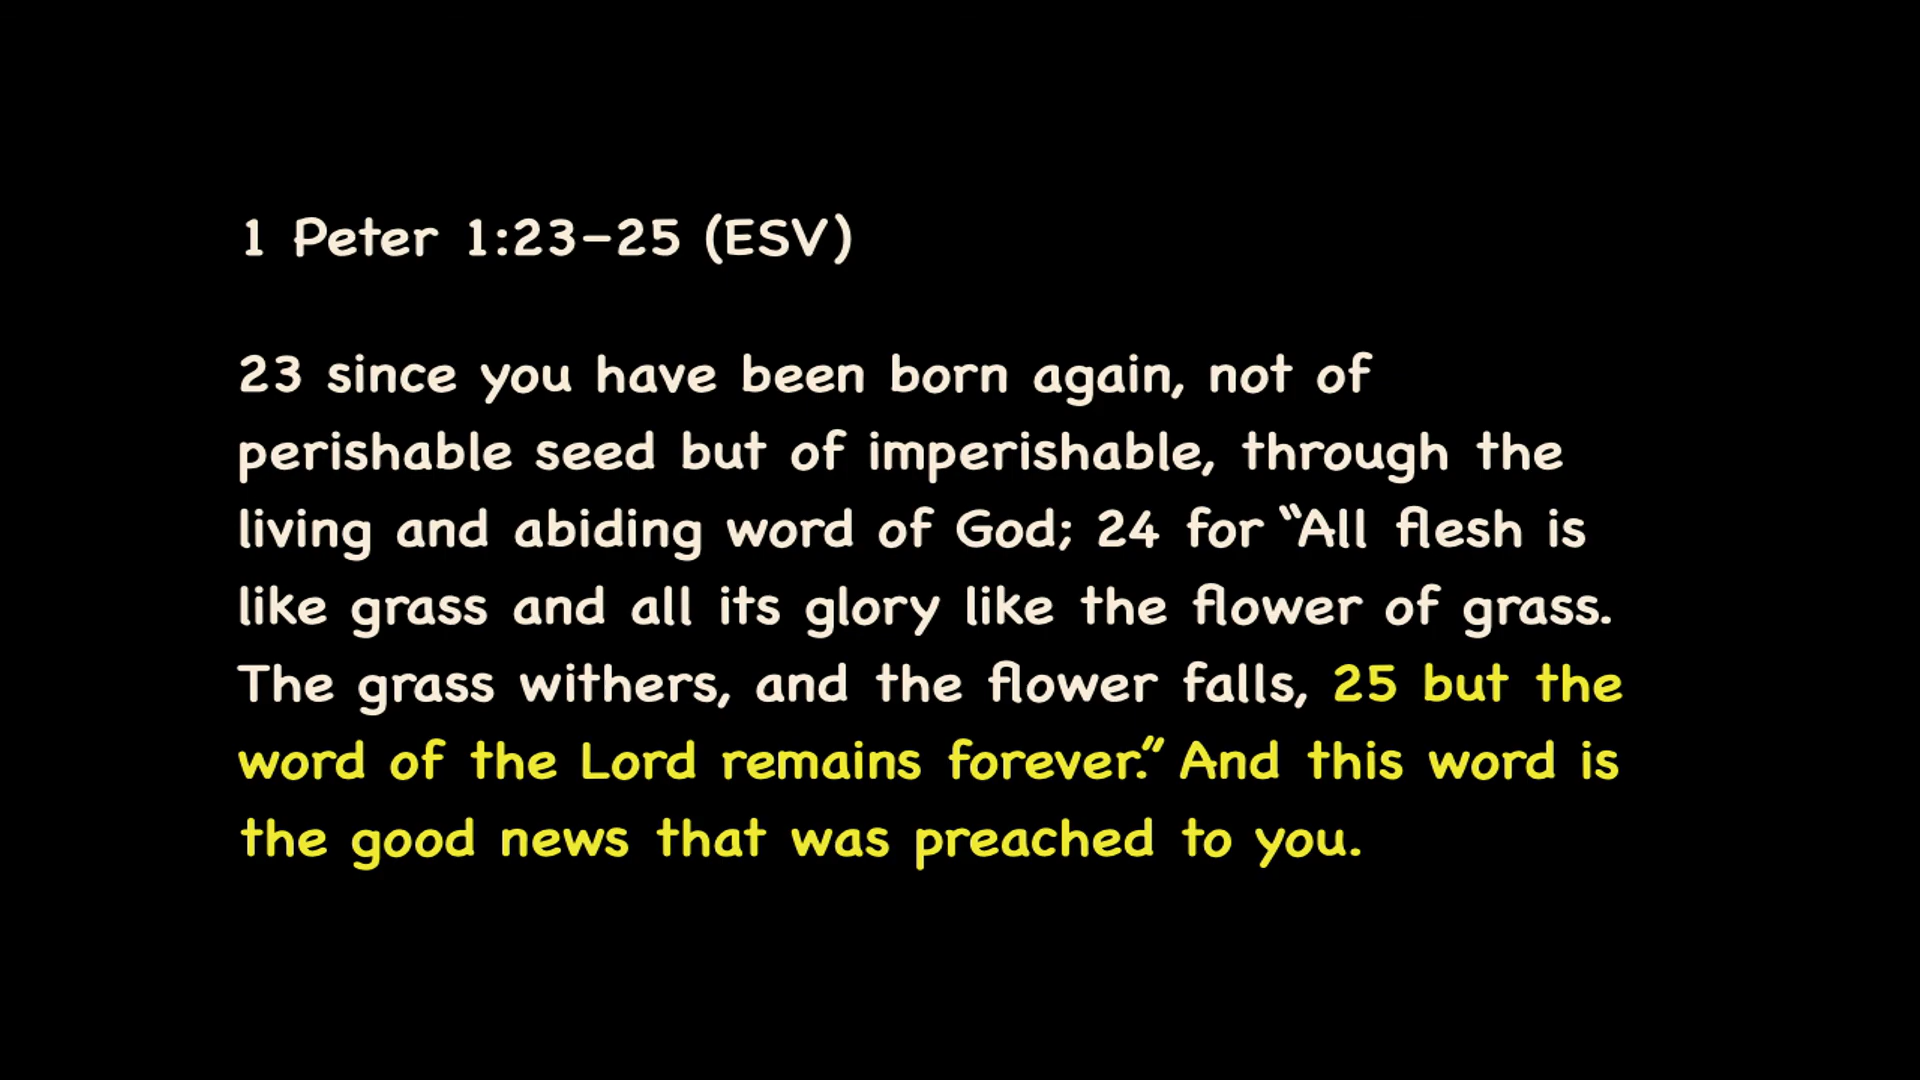 1 Peter 1:23–25 (ESV)
23 since you have been born again, not of
perishable seed but of imperishable, through the
living and abiding word of God; 24 for “All flesh is
like grass and all its glory like the flower of grass.
The grass withers, and the flower falls, 25 but the
word of the Lord remains forever.” And this word is
the good news that was preached to you.